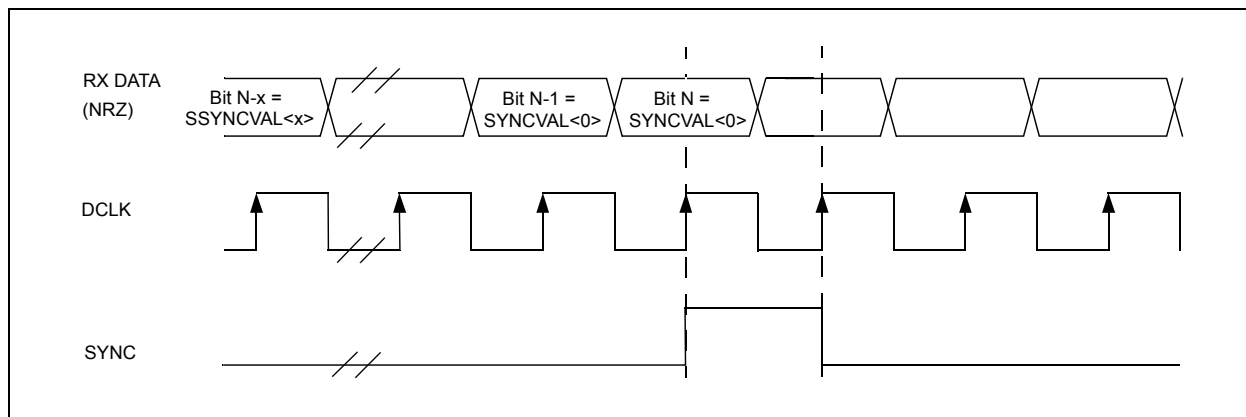 RX DATA
(NRZ)
Bit N-x =
SSYNCVAL<x>
Bit N-1 =
SYNCVAL<0>
Bit N =
SYNCVAL<0>
DCLK
SYNC